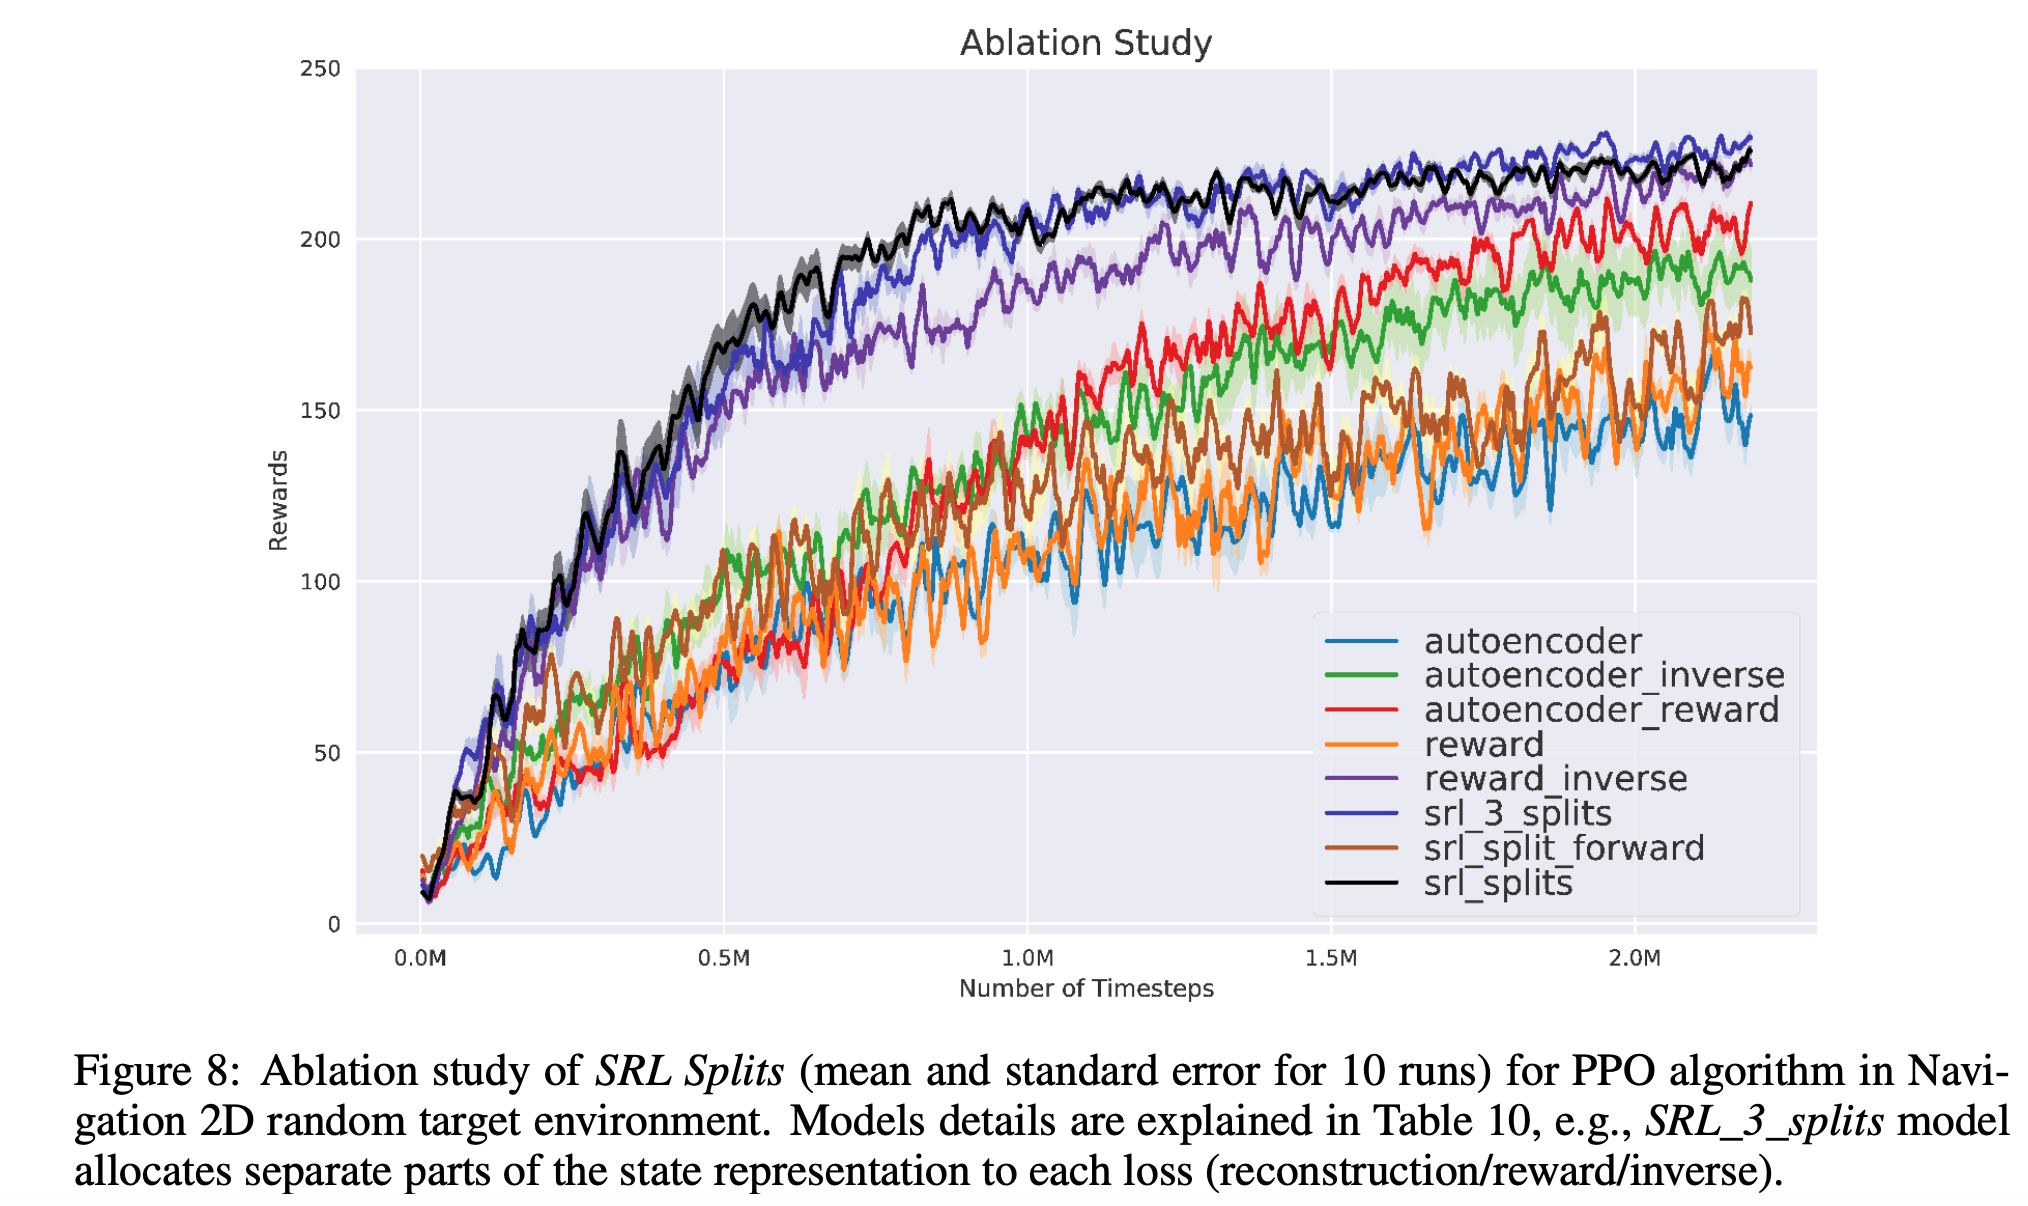 Ablation Study
250
200
150
100
50
0
Rewards
0.0M 0.5M 1.0M 1.5M 2.0M
Number of Timesteps
autoencoder
autoencoder_inverse
autoencoder_reward
reward
reward_inverse
srl_3_splits
srl_split_forward
srl_splits
Figure 8: Ablation study of SRL Splits (mean and standard error for 10 runs) for PPO algorithm in Navi-
gation 2D random target environment. Models details are explained in Table 10, e.g., SRL_3_splits model
allocates separate parts of the state representation to each loss (reconstruction/reward/inverse).